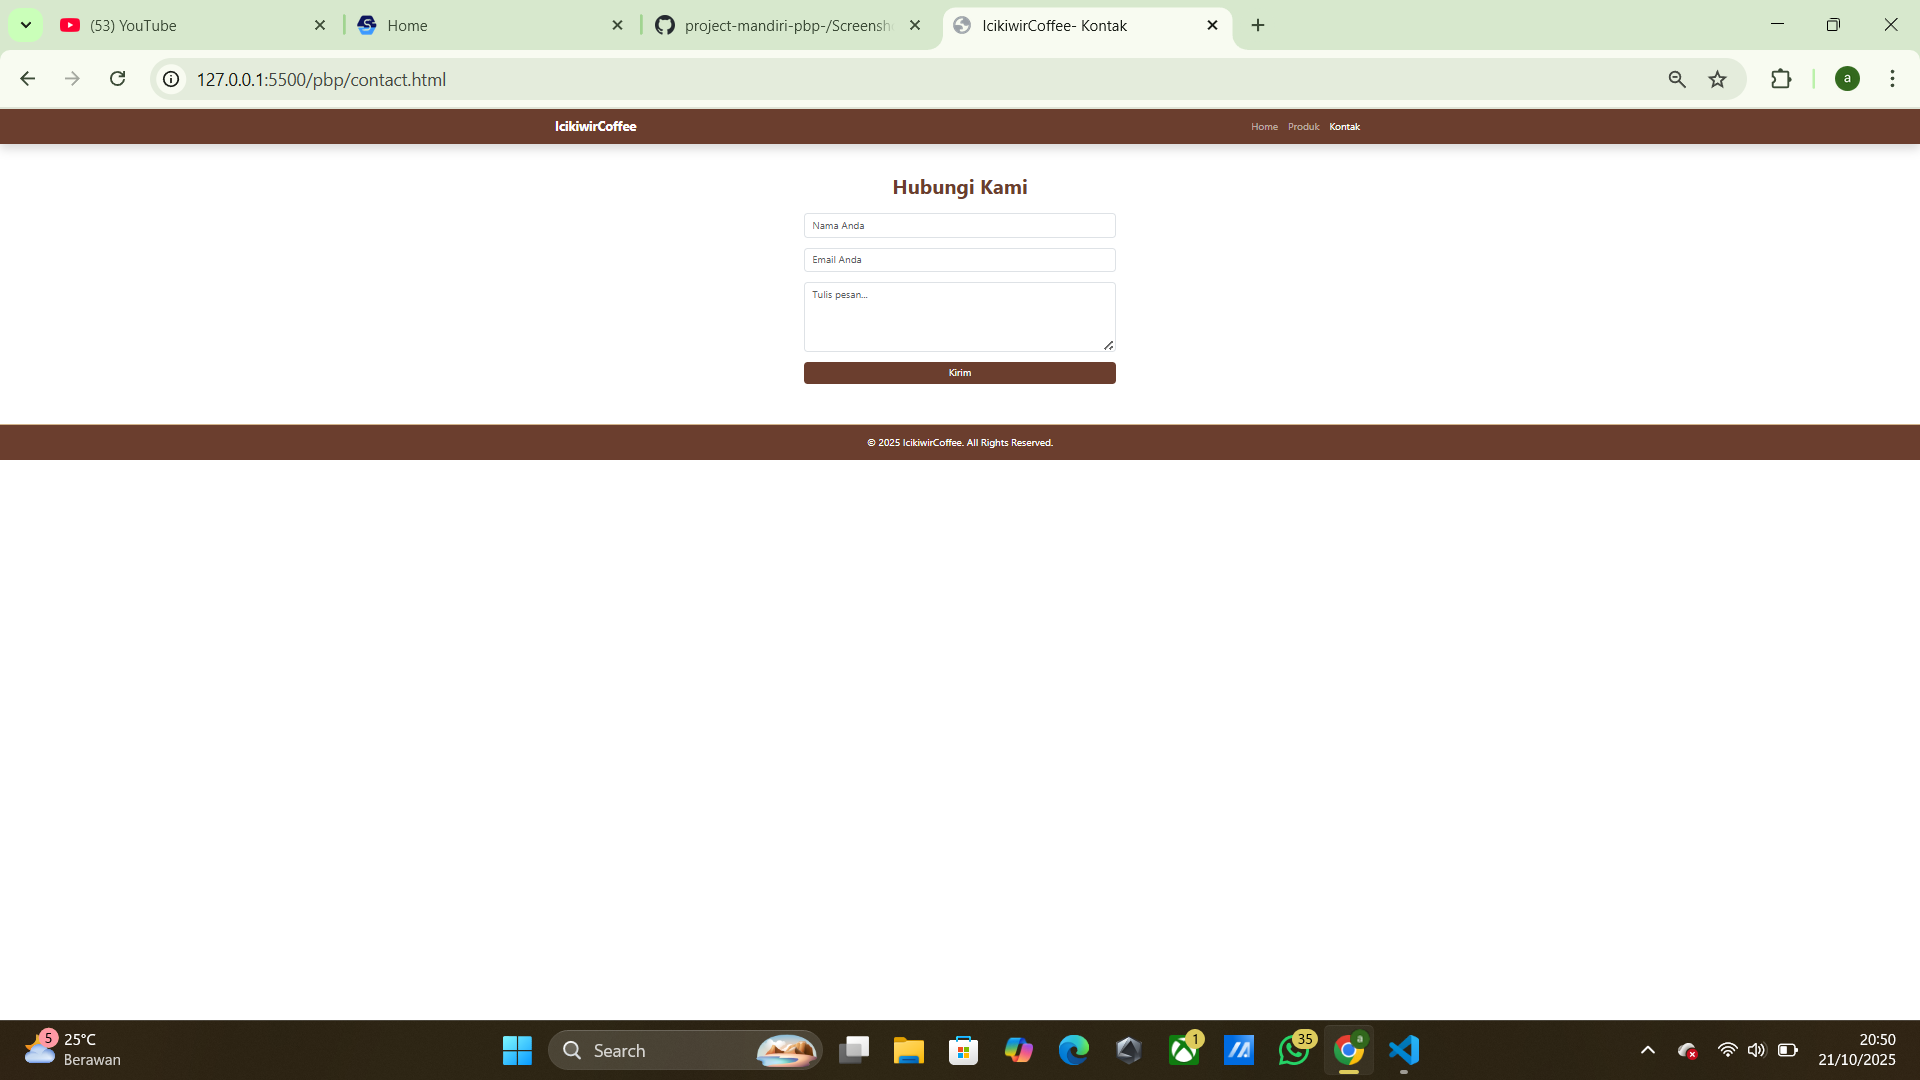 (53) YouTube
Home
project-mandiri-pbp-/Screensh
IcikiwirCoffee- Kontak
127.0.0.1:5500/pbp/contact.html
a
IcikiwirCoffee
Home Produk Kontak
Hubungi Kami
Nama Anda
Email Anda
Tulis pesan...
Kirim
© 2025 IcikiwirCoffee. All Rights Reserved.
5
25°C
Berawan
Search
1
35
a
20:50
21/10/2025